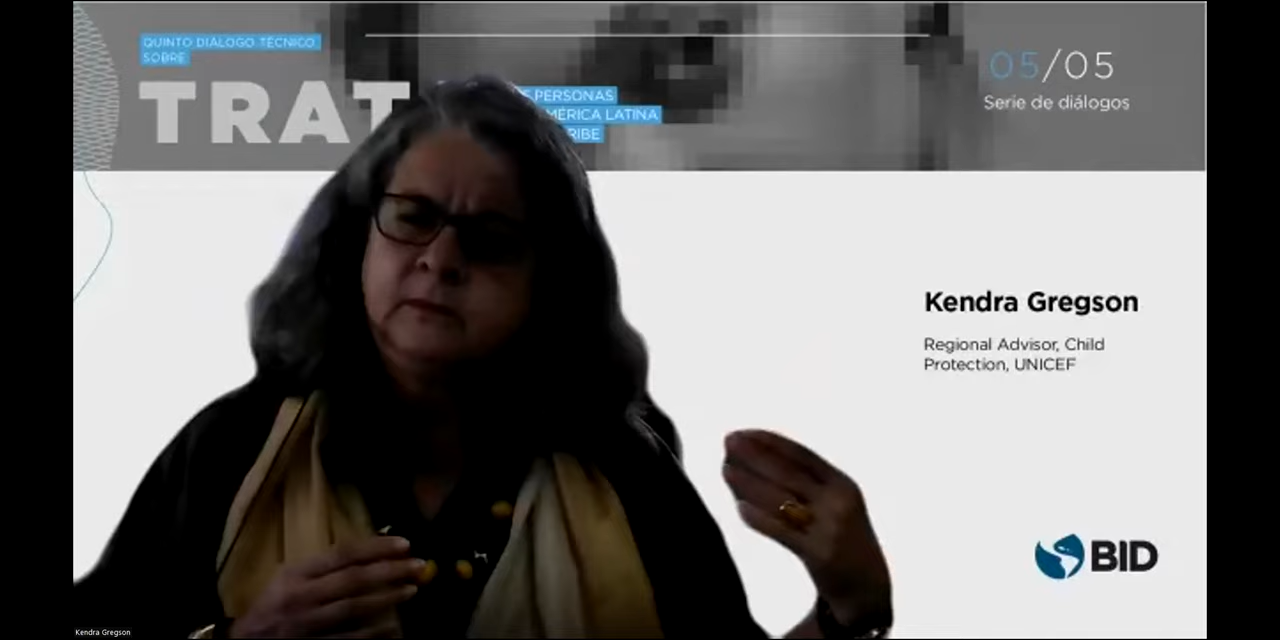 QUINTO DIÁLOGO TÉCNICO
SOBRE
TRAT
PERSONAS
MÉRICA LATINA
RIBE
05/05
Serie de diálogos
Kendra Gregson
Regional Advisor, Child
Protection, UNICEF
BID
Kendra Gregson